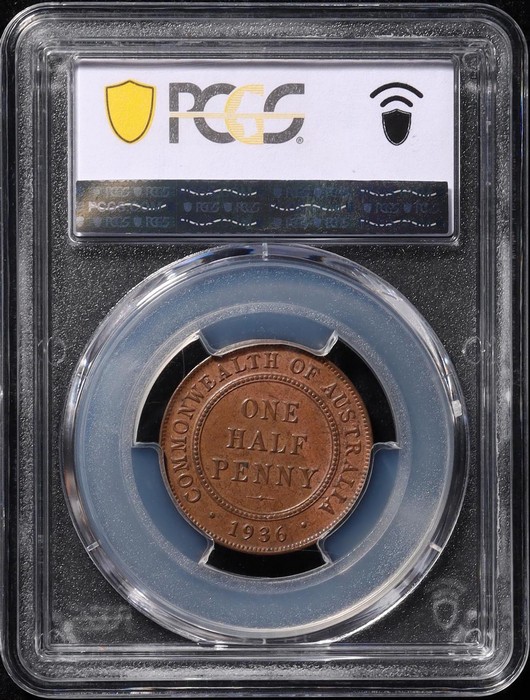 PCGS
COMMONWEALTH OF AUSTRALIA
ONE
HALF
PENNY
1936